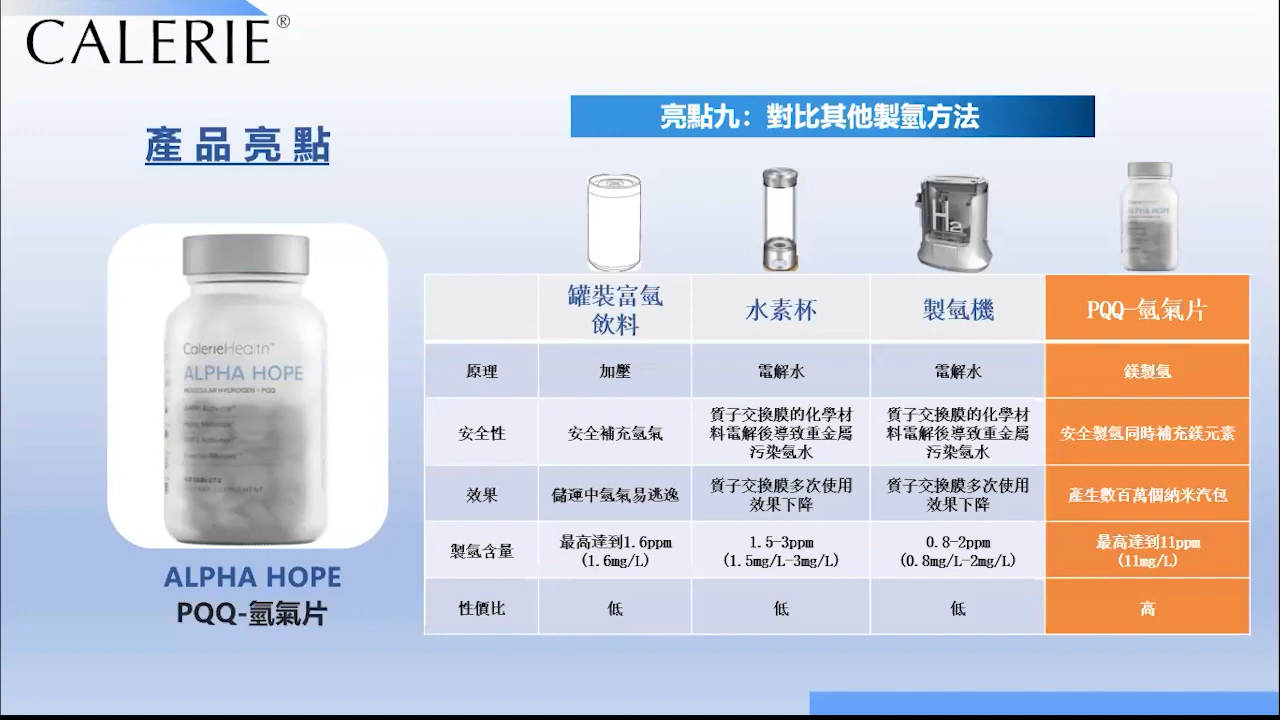 CALERIE®
產品亮點
亮點九：對比其他製氫方法
CalerieHealth™
ALPHA HOPE
MOLECULAR HYDROGEN + PQQ
DIETARY SUPPLEMENT
ALPHA HOPE
PQQ-氫氣片
H2
ALPHA HOPE
罐裝富氫
飲料
水素杯
製氫機
PQQ-氫氣片
原理
加壓
電解水
電解水
鎂製氫
安全性
安全補充氫氣
質子交換膜的化學材
料電解後導致重金屬
污染氫水
質子交換膜的化學材
料電解後導致重金屬
污染氫水
安全製氫同時補充鎂元素
效果
儲運中氫氣易逃逸
質子交換膜多次使用
效果下降
質子交換膜多次使用
效果下降
產生數百萬個納米汽包
製氫含量
最高達到1.6ppm
(1.6mg/L)
1.5-3ppm
(1.5mg/L-3mg/L)
0.8-2ppm
(0.8mg/L-2mg/L)
最高達到11ppm
(11mg/L)
性價比
低
低
低
高